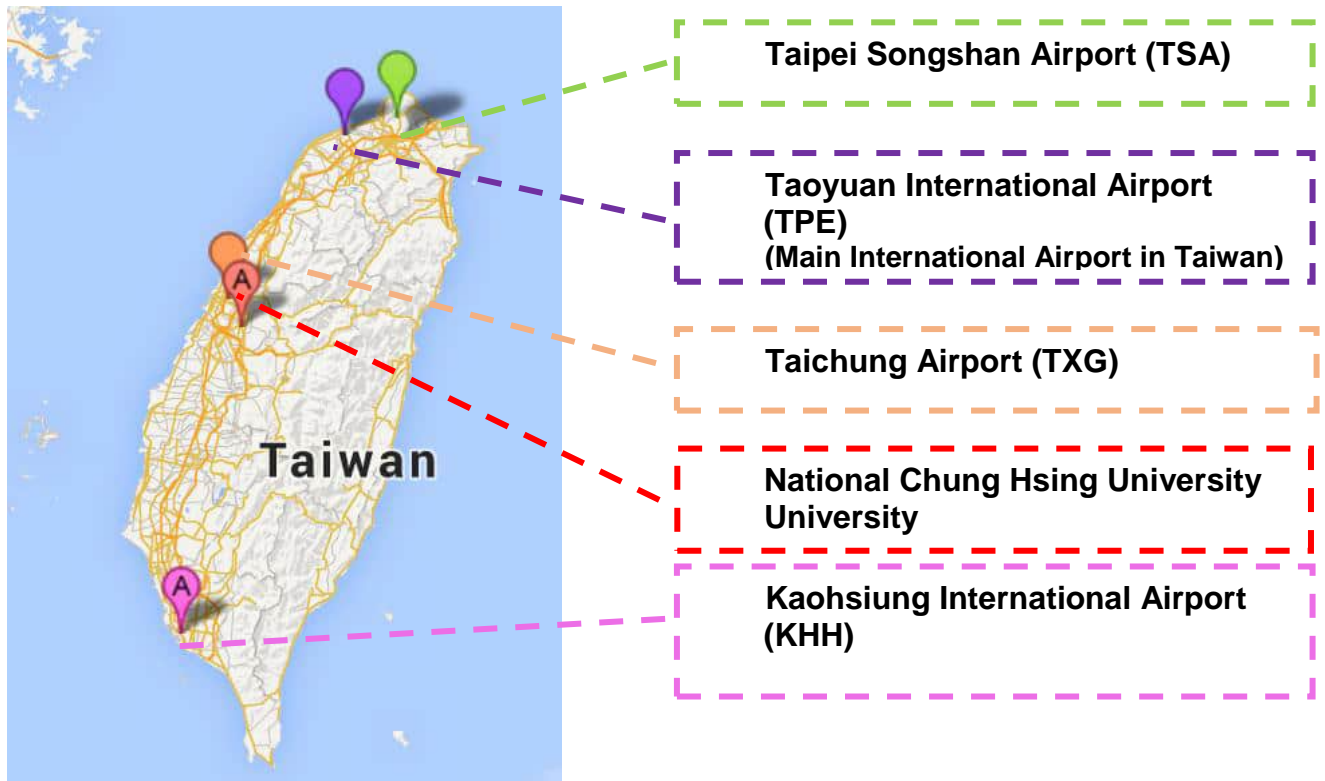 Taipei Songshan Airport (TSA)
Taoyuan International Airport
(TPE)
(Main International Airport in Taiwan)
Taichung Airport (TXG)
A
Taiwan
National Chung Hsing University
University
A
Kaohsiung International Airport
(KHH)